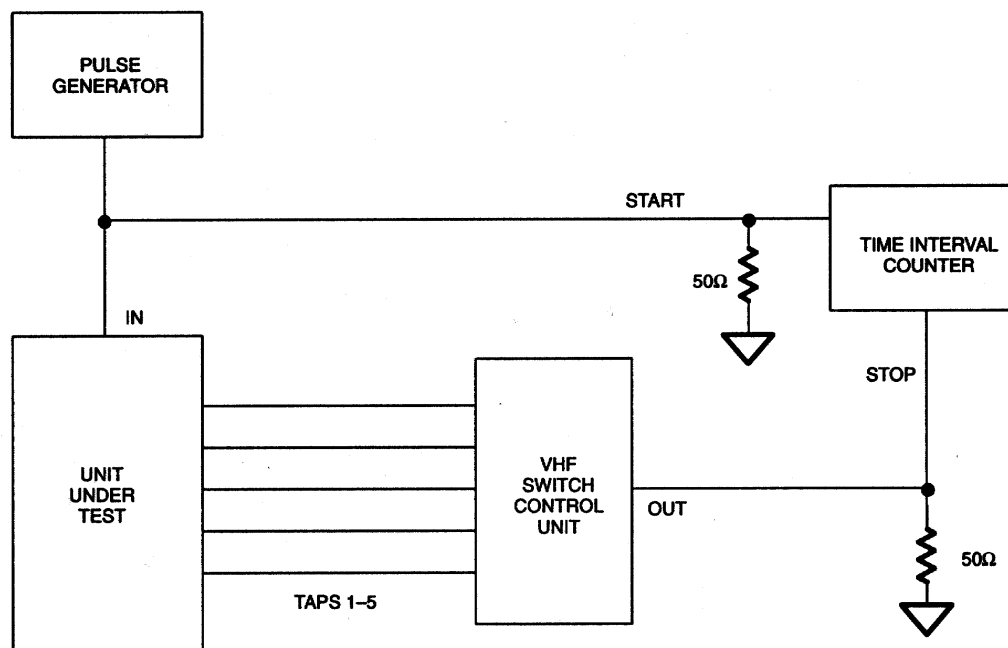 PULSE
GENERATOR
START
TIME INTERVAL
COUNTER
50Ω
IN
STOP
UNIT
UNDER
TEST
VHF
SWITCH
CONTROL
UNIT
OUT
50Ω
TAPS 1–5